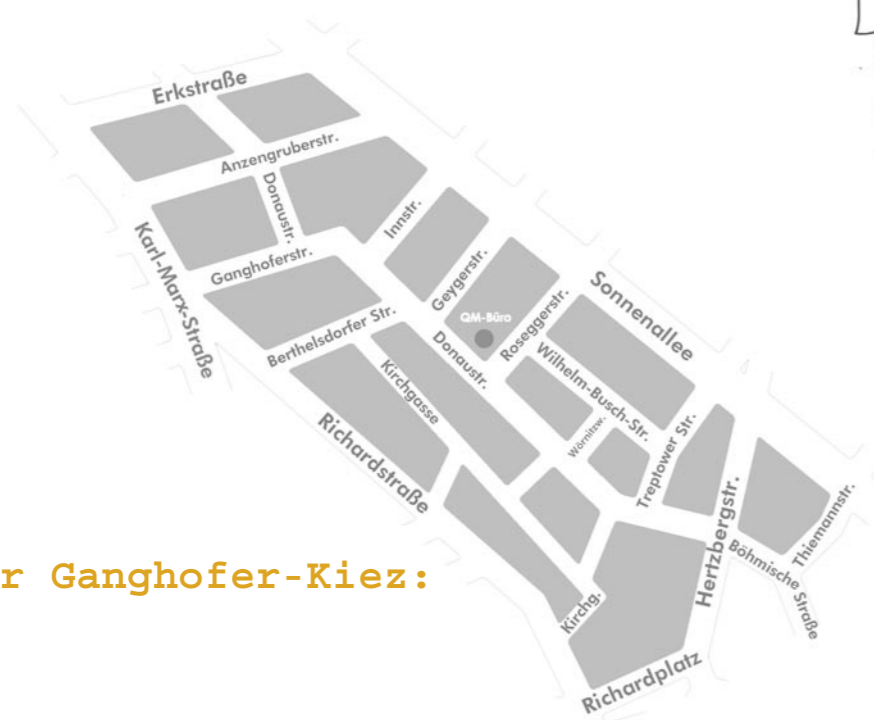 Erkstraße
Anzengruberstr.
Donaustr.
Innstr.
Karl-Marx-Straße
Ganghoferstr.
Geygerstr.
Sonnenallee
QM-Büro
Roseggerstr.
Berthelsdorfer Str.
Donaustr.
Wilhelm-Busch-Str.
Kirchgasse
Wörnitzw.
Treptower Str.
Richardstraße
Hertzbergstr.
Thiemannstr.
Böhmische Straße
r Ganghofer-Kiez:
Kirchg.
Richardplatz